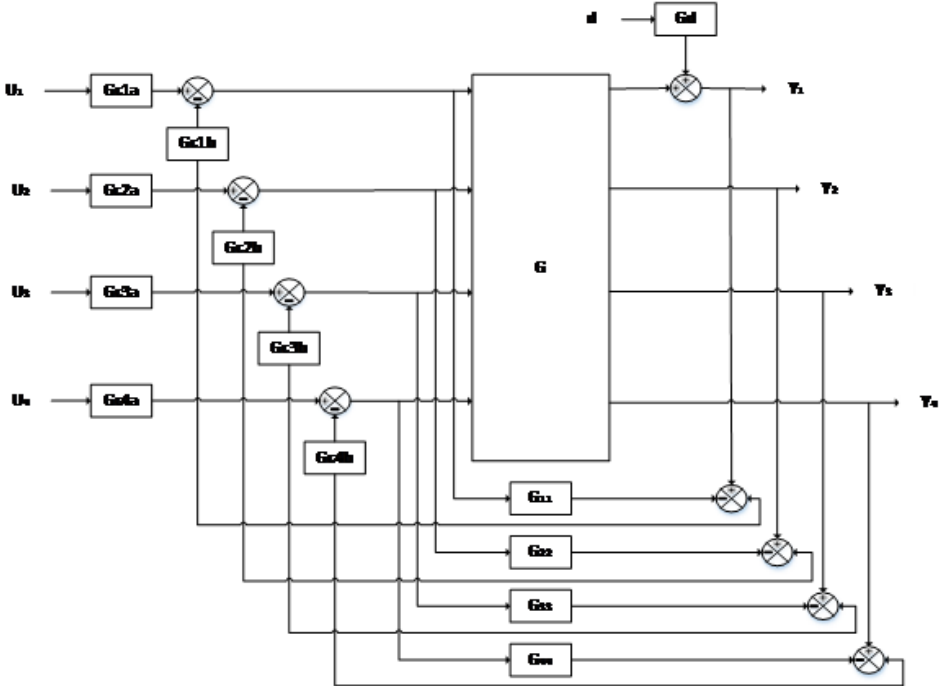 d
Gd
U₁
Gc1a
Y₁
Gc1b
U₂
Gc2a
Y₂
Gc2b
G
U₃
Gc3a
Y₃
Gc3b
U₄
Gc4a
Y₄
Gc4b
G₁₁
G₂₂
G₃₃
G₄₄